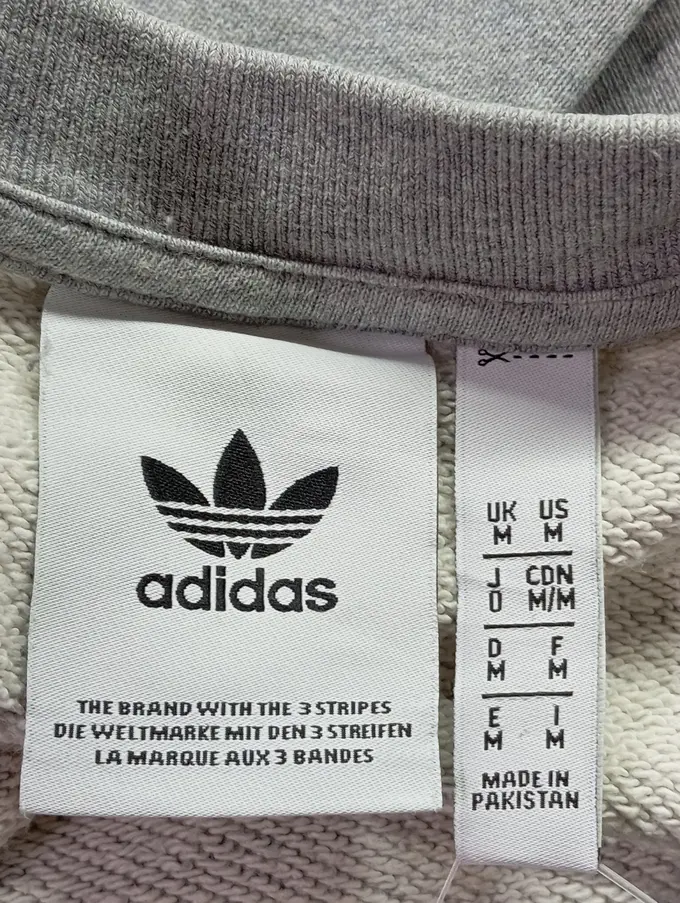 adidas
THE BRAND WITH THE 3 STRIPES
DIE WELTMARKE MIT DEN 3 STREIFEN
LA MARQUE AUX 3 BANDES
UK US
M M
J CDN
O M/M
D F
M M
E I
M M
MADE IN
PAKISTAN